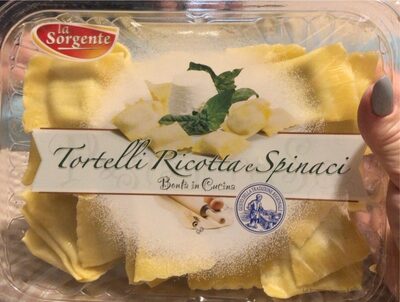 la
Sorgente
Tortelli Ricotta e Spinaci
Bontà in Cucina